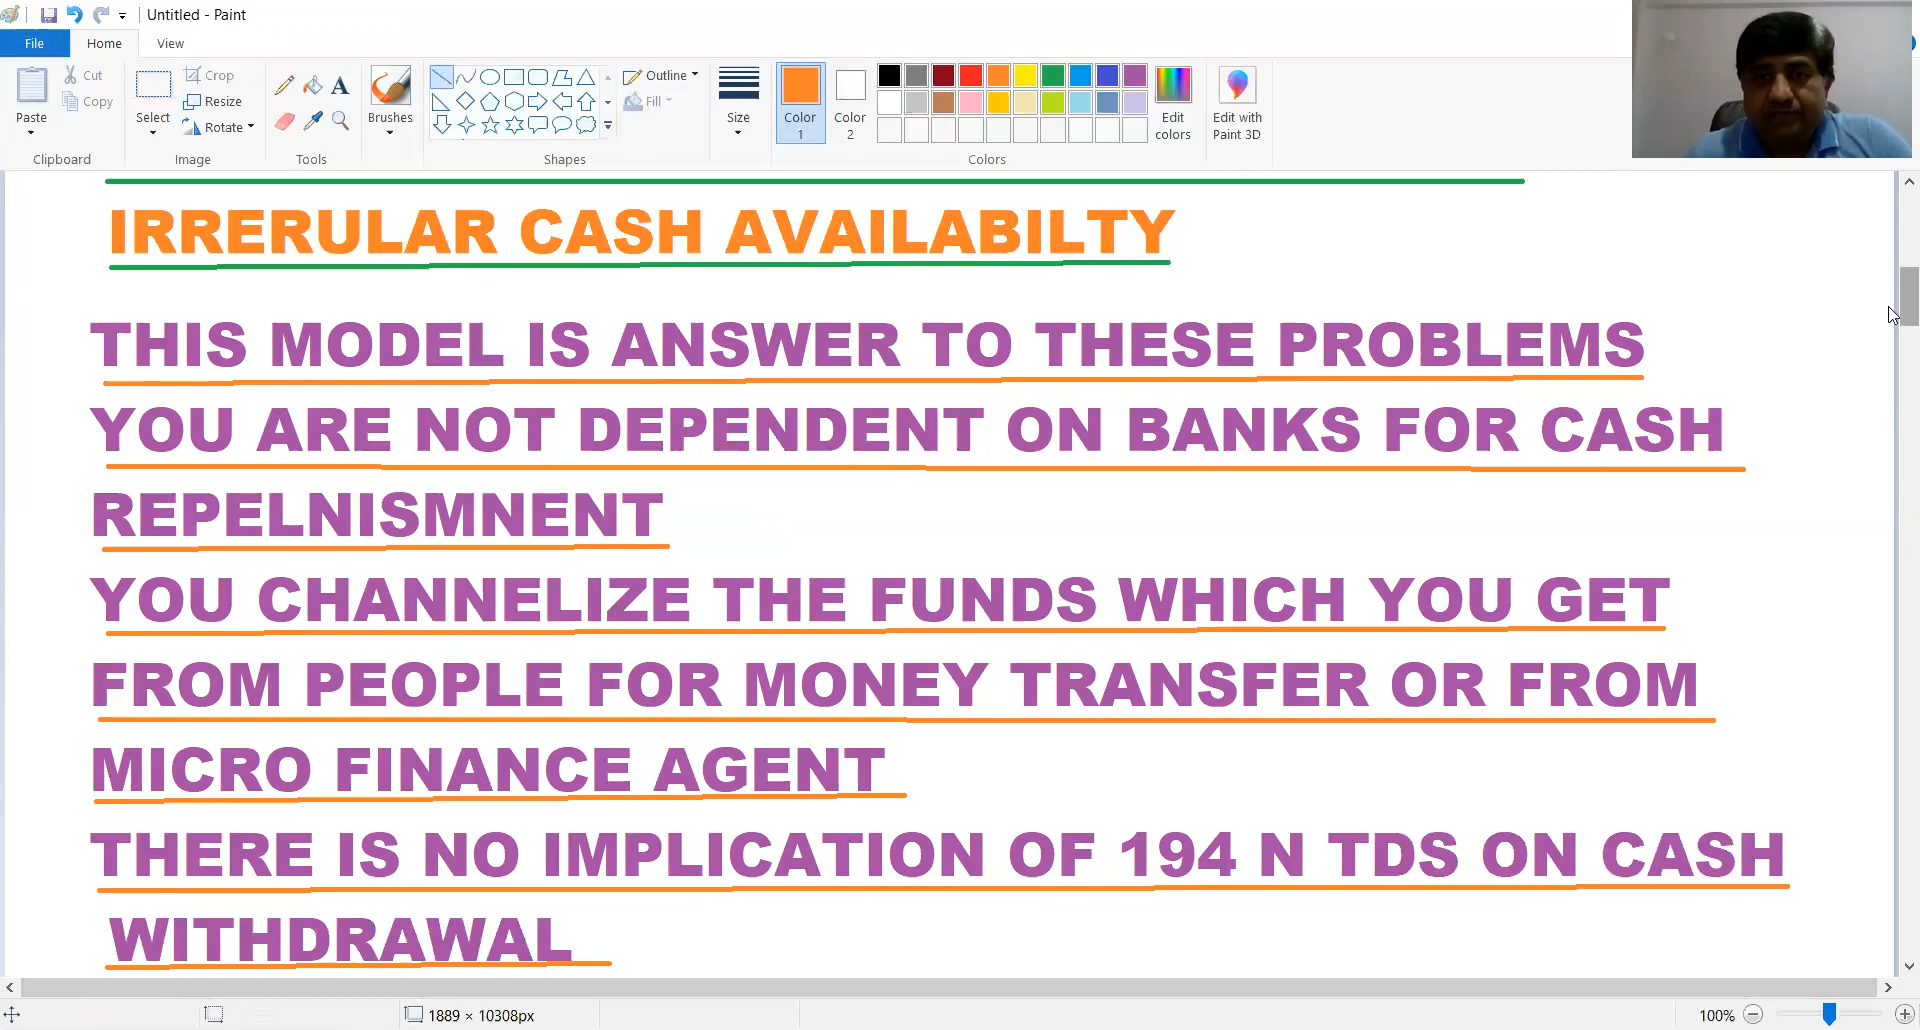 Untitled - Paint
File Home View
Paste Cut Copy Clipboard
Select Crop Resize Rotate Image
Tools
Brushes
Outline Fill Shapes
Size
Color 1 Color 2 Edit colors Colors
Edit with Paint 3D
IRRERULAR CASH AVAILABILTY
THIS MODEL IS ANSWER TO THESE PROBLEMS
YOU ARE NOT DEPENDENT ON BANKS FOR CASH
REPELNISMNENT
YOU CHANNELIZE THE FUNDS WHICH YOU GET
FROM PEOPLE FOR MONEY TRANSFER OR FROM
MICRO FINANCE AGENT
THERE IS NO IMPLICATION OF 194 N TDS ON CASH
WITHDRAWAL
1889 × 10308px
100%